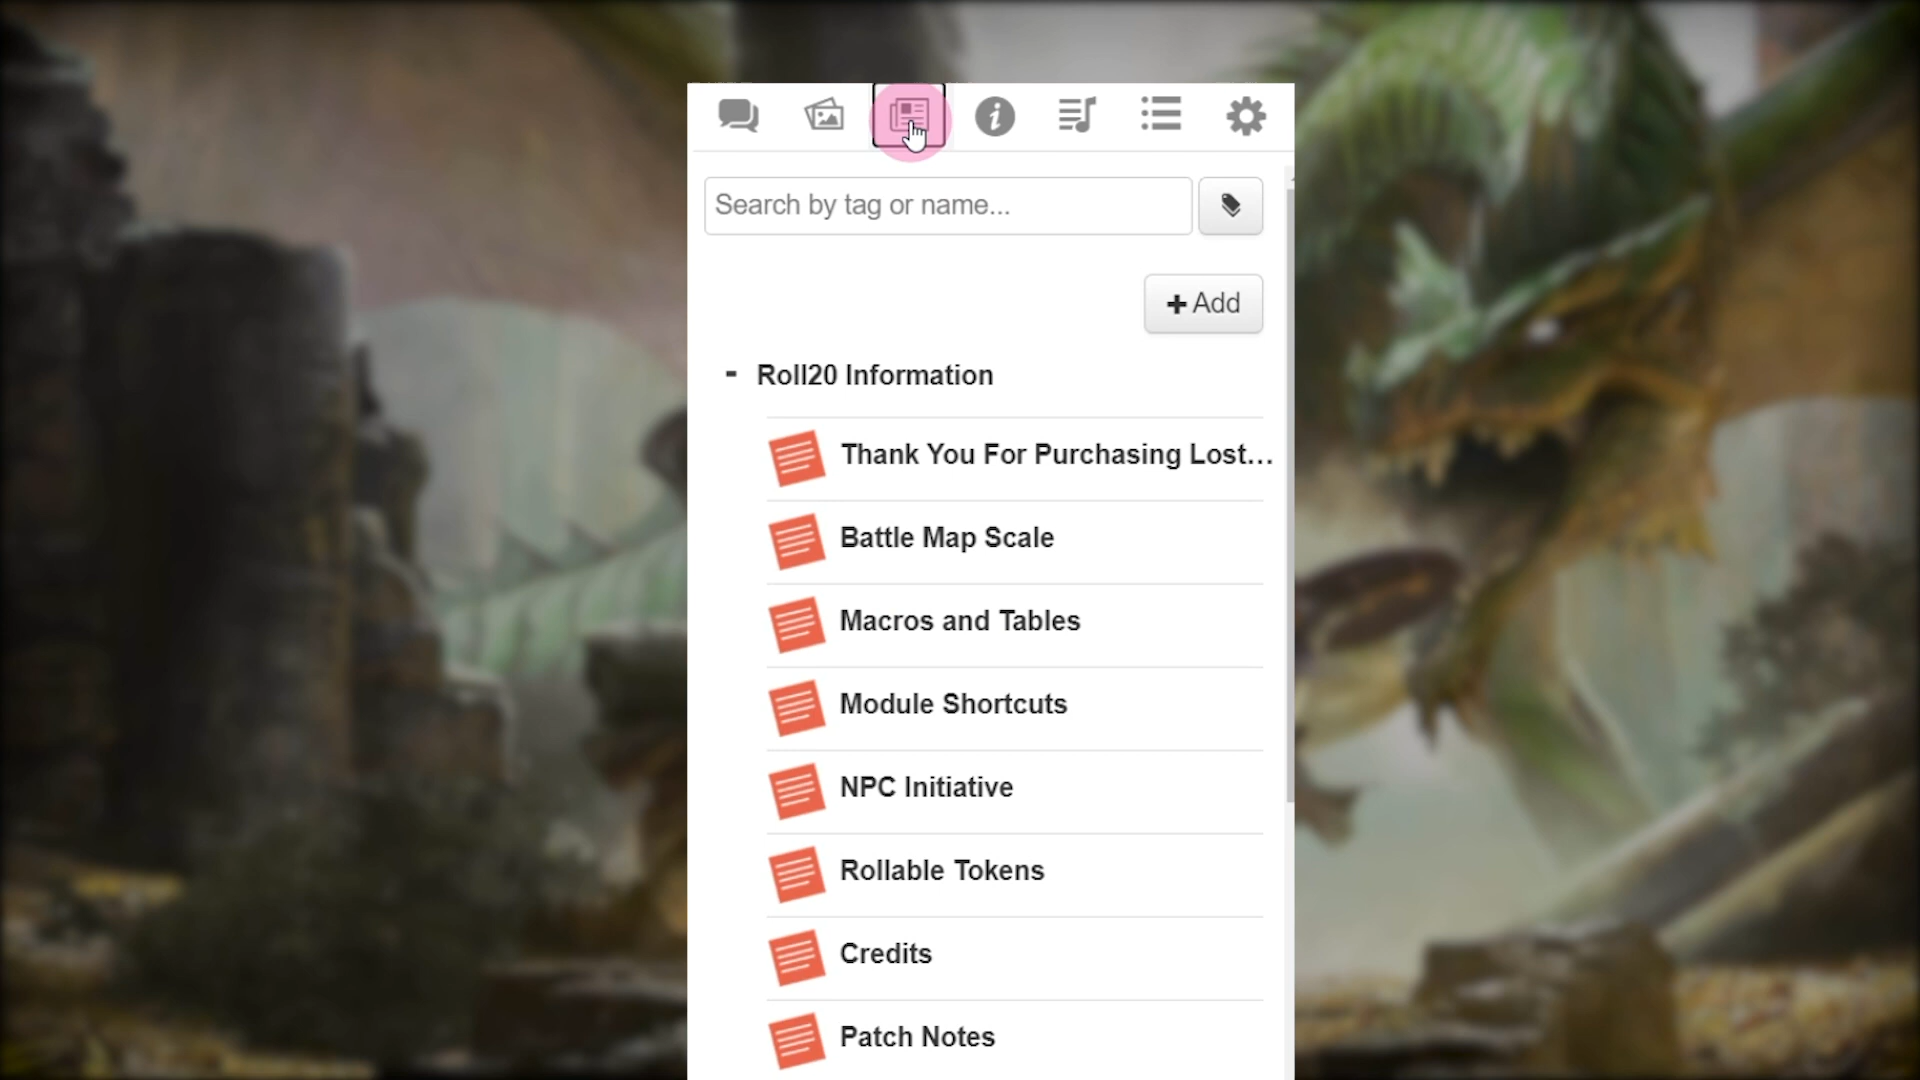 Search by tag or name...
+ Add
- Roll20 Information
Thank You For Purchasing Lost...
Battle Map Scale
Macros and Tables
Module Shortcuts
NPC Initiative
Rollable Tokens
Credits
Patch Notes